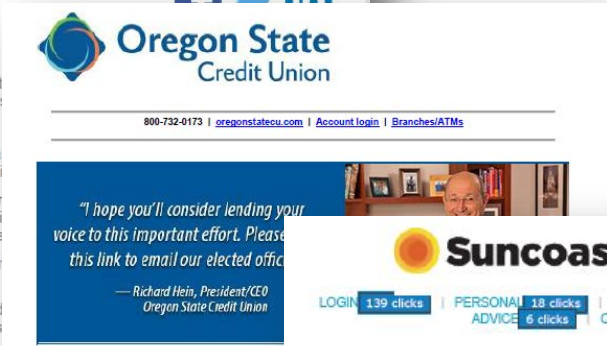 Oregon State
Credit Union
800-732-0173 | oregonstatecu.com | Account login | Branches/ATMs
"I hope you'll consider lending your
voice to this important effort. Please
this link to email our elected
— Richard Hein, President/CEO
Oregon State Credit Union
Suncoas
LOGIN 139 clicks | PERSONAL 18 clicks |
ADVICE 6 clicks